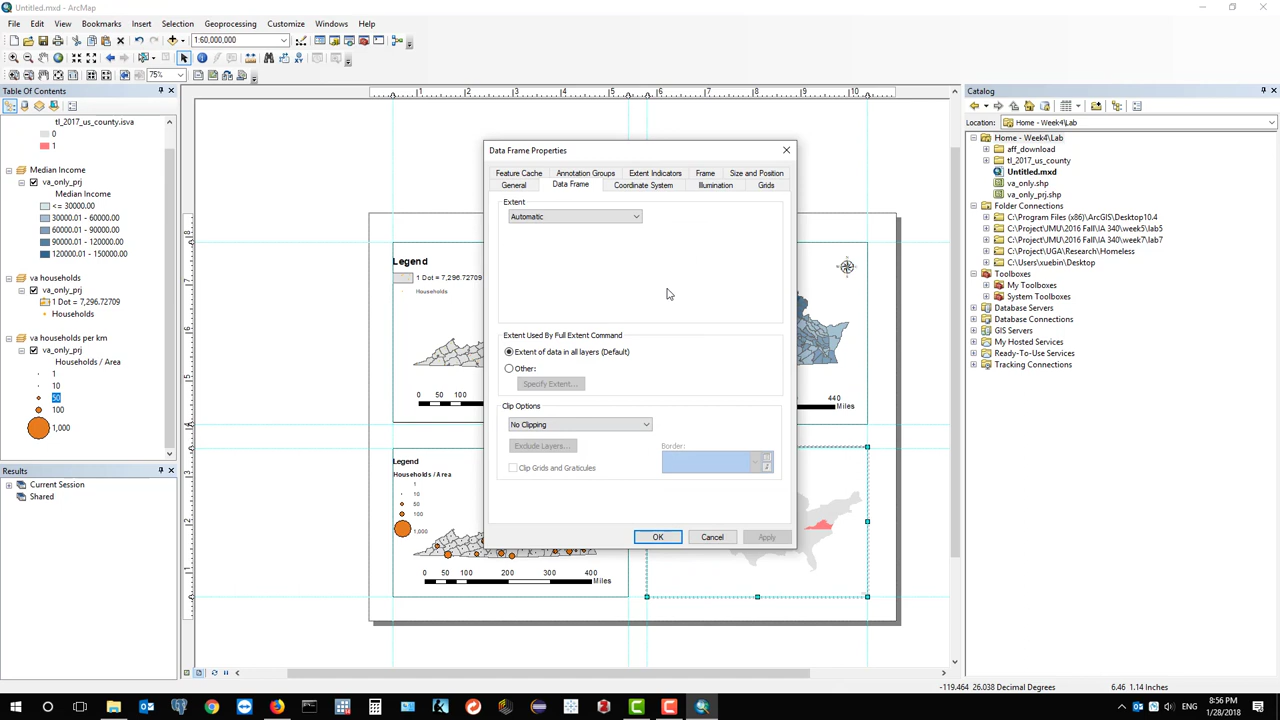 Untitled.mxd - ArcMap
File Edit View Bookmarks Insert Selection Geoprocessing Customize Windows Help
1:60,000,000
75%
Table Of Contents
tl_2017_us_county.isva
0
1
Median Income
va_only_prj
Median Income
<= 30000.00
30000.01 - 60000.00
60000.01 - 90000.00
90000.01 - 120000.00
120000.01 - 150000.00
va households
va_only_prj
1 Dot = 7,296.72709
Households
va households per km
va_only_prj
Households / Area
1
10
50
100
1,000
Results
Current Session
Shared
1 2 3 4 5 6 7 8 9 10
Legend
1 Dot = 7,296.72709
Households
0 50 100
440
Miles
Legend
Households /Area
1
10
50
100
1,000
0 50 100 200 300 400
Miles
Data Frame Properties
Feature Cache Annotation Groups Extent Indicators Frame Size and Position
General Data Frame Coordinate System Illumination Grids
Extent
Automatic
Extent Used By Full Extent Command
Extent of data in all layers (Default)
Other:
Specify Extent...
Clip Options
No Clipping
Exclude Layers...
Border:
Clip Grids and Graticules
OK Cancel Apply
Catalog
Location: Home - Week4\Lab
Home - Week4\Lab
aff_download
tl_2017_us_county
Untitled.mxd
va_only.shp
va_only_prj.shp
Folder Connections
C:\Program Files (x86)\ArcGIS\Desktop10.4
C:\Project\JMU\2016 Fall\IA 340\week5\lab5
C:\Project\JMU\2016 Fall\IA 340\week7\lab7
C:\Project\UGA\Research\Homeless
C:\Users\xuebin\Desktop
Toolboxes
My Toolboxes
System Toolboxes
Database Servers
Database Connections
GIS Servers
My Hosted Services
Ready-To-Use Services
Tracking Connections
-119.464 26.038 Decimal Degrees 6.46 1.14 Inches
8:56 PM
1/28/2018